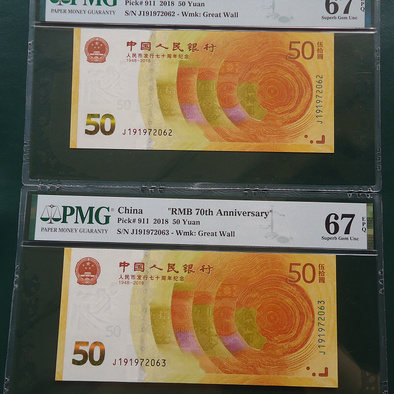 PMG
PAPER MONEY GUARANTY
Pick# 911 2018 50 Yuan
S/N J191972062 - Wmk: Great Wall
67
EPQ
Superb Gem Unc
中国人民银行
人民币发行七十周年纪念
1948-2018
50
伍拾圆
50
J191972062
J191972062
PMG
PAPER MONEY GUARANTY
China "RMB 70th Anniversary"
Pick# 911 2018 50 Yuan
S/N J191972063 - Wmk: Great Wall
67
EPQ
Superb Gem Unc
中国人民银行
人民币发行七十周年纪念
1948-2018
50
伍拾圆
50
J191972063
J191972063